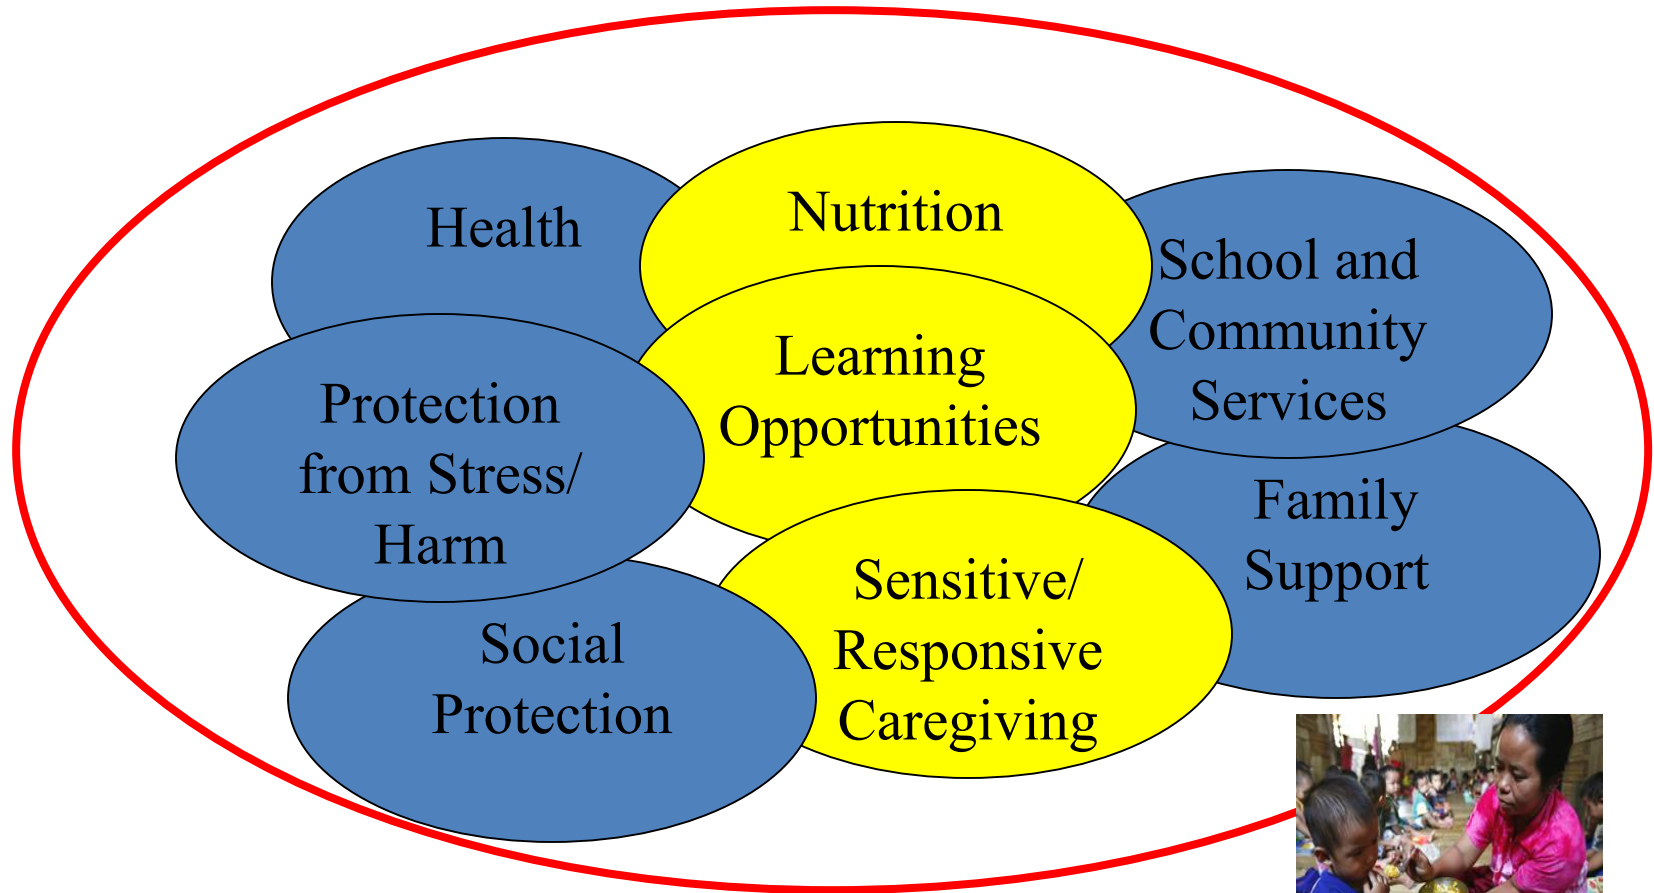 Health
Nutrition
School and
Community
Services
Learning
Opportunities
Protection
from Stress/
Harm
Family
Support
Sensitive/
Responsive
Caregiving
Social
Protection